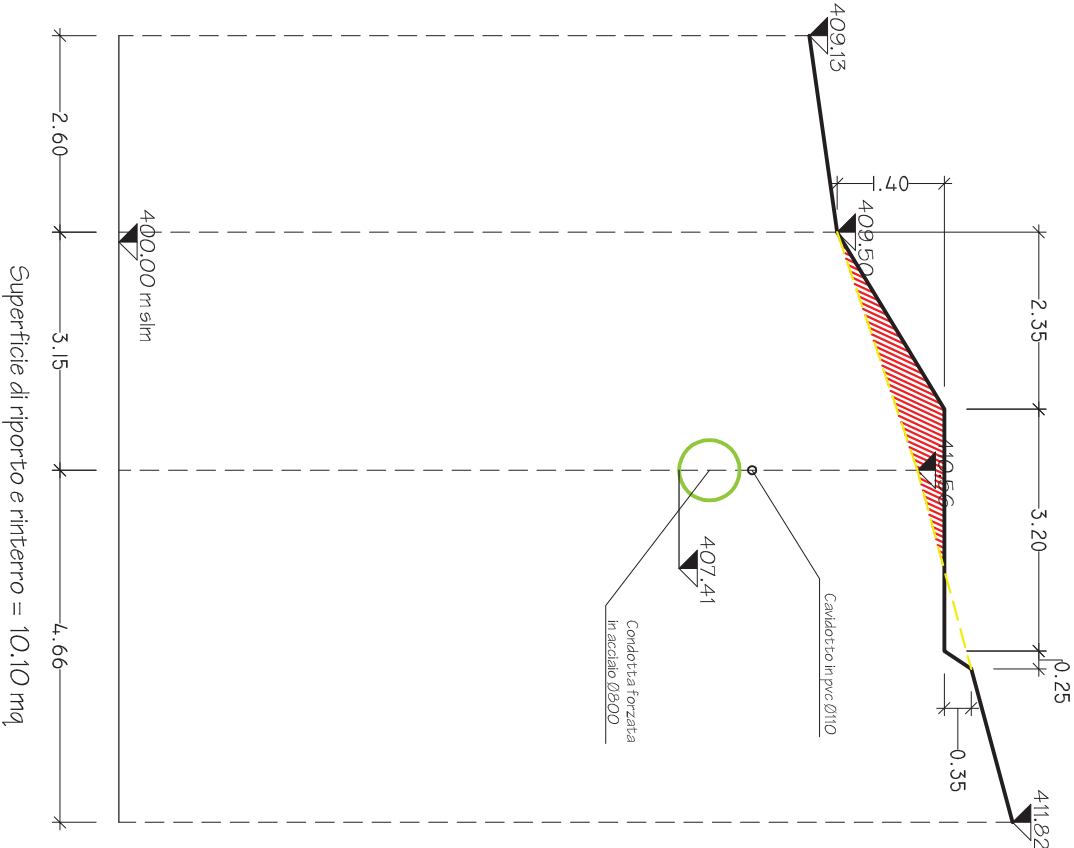 409.13
409.50
410.56
411.82
1.40
2.35
3.20
0.25
0.35
407.41
Cavidotto in pvc Ø110
Condotta forzata
in acciaio Ø800
400.00 m slm
2.60
3.15
4.66
Superficie di riporto e rinterro = 10.10 mq